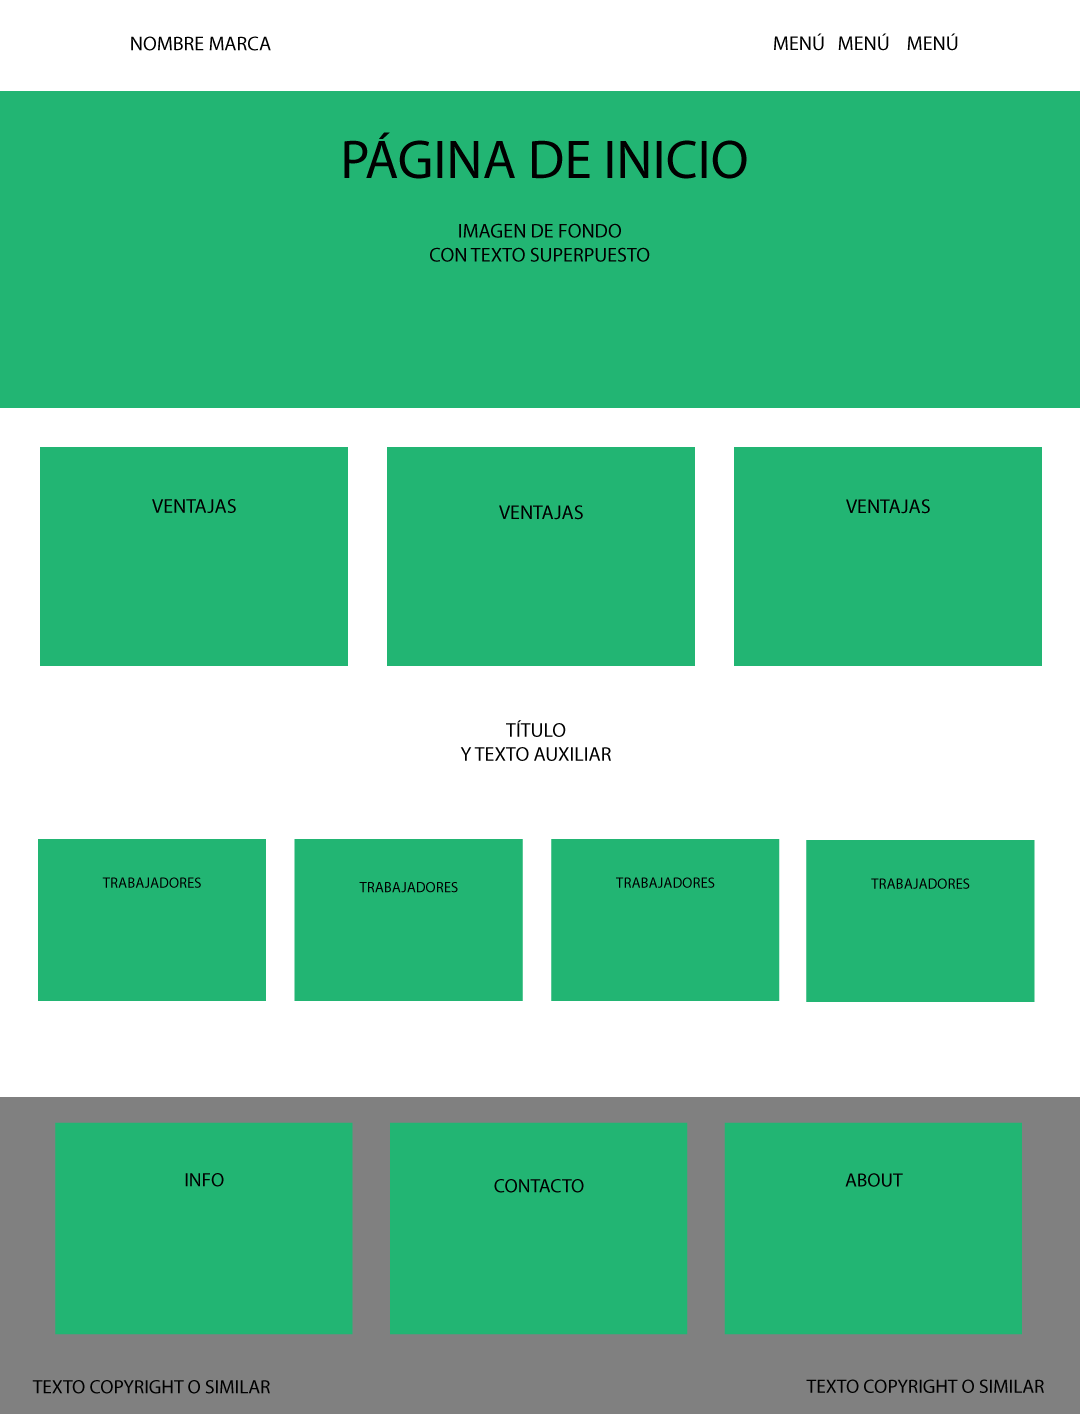 NOMBRE MARCA
MENÚ MENÚ MENÚ
PÁGINA DE INICIO
IMAGEN DE FONDO
CON TEXTO SUPERPUESTO
VENTAJAS
VENTAJAS
VENTAJAS
TÍTULO
Y TEXTO AUXILIAR
TRABAJADORES
TRABAJADORES
TRABAJADORES
TRABAJADORES
INFO
CONTACTO
ABOUT
TEXTO COPYRIGHT O SIMILAR
TEXTO COPYRIGHT O SIMILAR